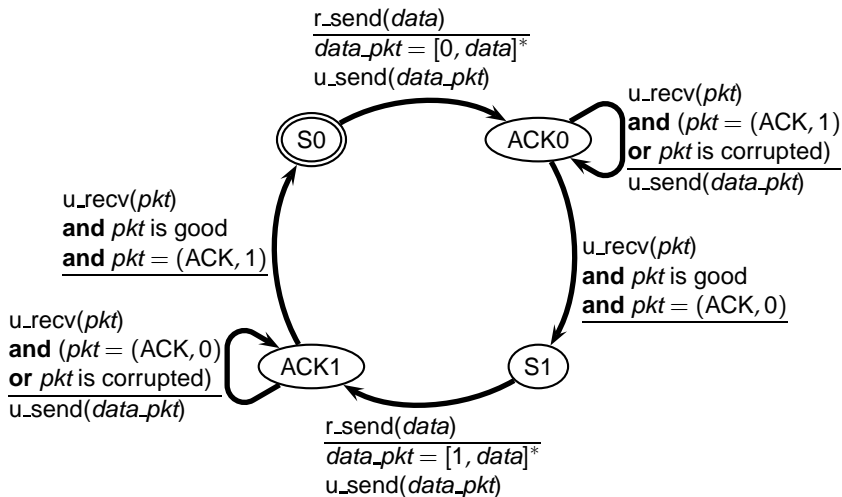 r_send(data)
data_pkt = [0, data]*
u_send(data_pkt)
S0
ACK0
u_recv(pkt)
and (pkt = (ACK, 1)
or pkt is corrupted)
u_send(data_pkt)
u_recv(pkt)
and pkt is good
and pkt = (ACK, 1)
u_recv(pkt)
and pkt is good
and pkt = (ACK, 0)
u_recv(pkt)
and (pkt = (ACK, 0)
or pkt is corrupted)
u_send(data_pkt)
ACK1
S1
r_send(data)
data_pkt = [1, data]*
u_send(data_pkt)